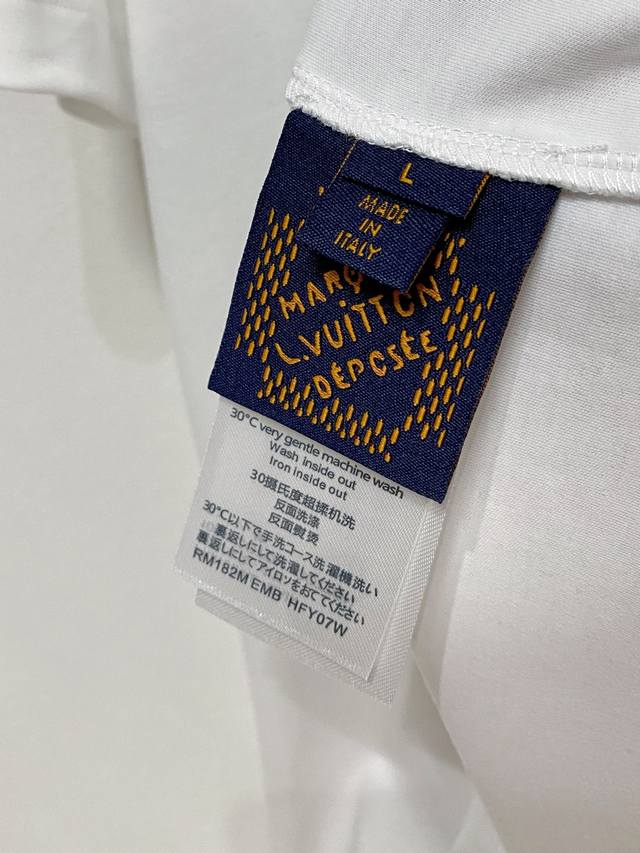 L
MADE
IN
ITALY
MARQ
L.VUITTON
DÉPOSÉE
30°C very gentle machine wash
Wash inside out
Iron inside out
30摄氏度超揉机洗
反面洗涤
反面熨烫
30℃以下で手洗コース洗濯機洗い
裏返しにして洗濯してください
裏返しにしてアイロンをおてください
RM182M EMB HFY07W